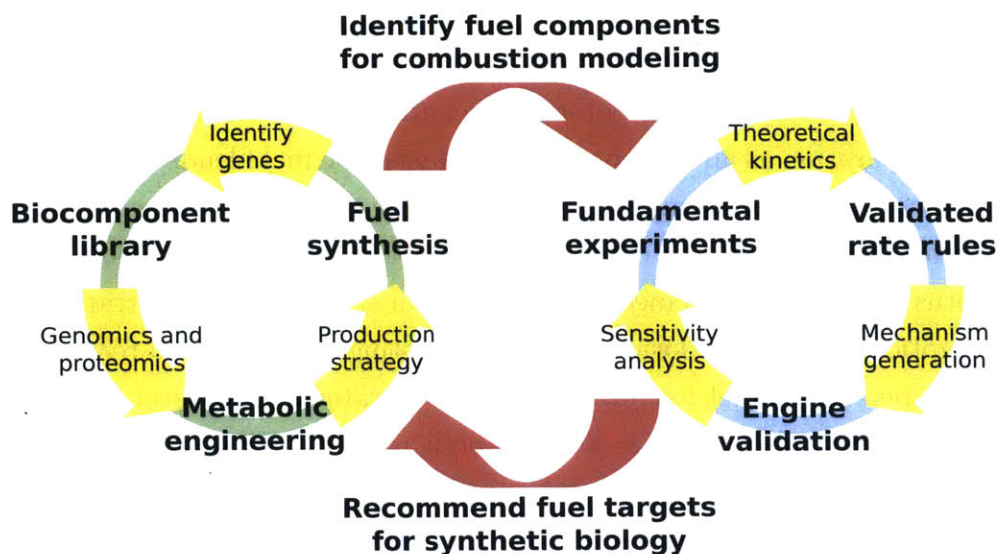 Identify fuel components
for combustion modeling
Identify
genes
Theoretical
kinetics
Biocomponent
library
Fuel
synthesis
Fundamental
experiments
Validated
rate rules
Genomics and
proteomics
Production
strategy
Sensitivity
analysis
Mechanism
generation
Metabolic
engineering
Engine
validation
Recommend fuel targets
for synthetic biology